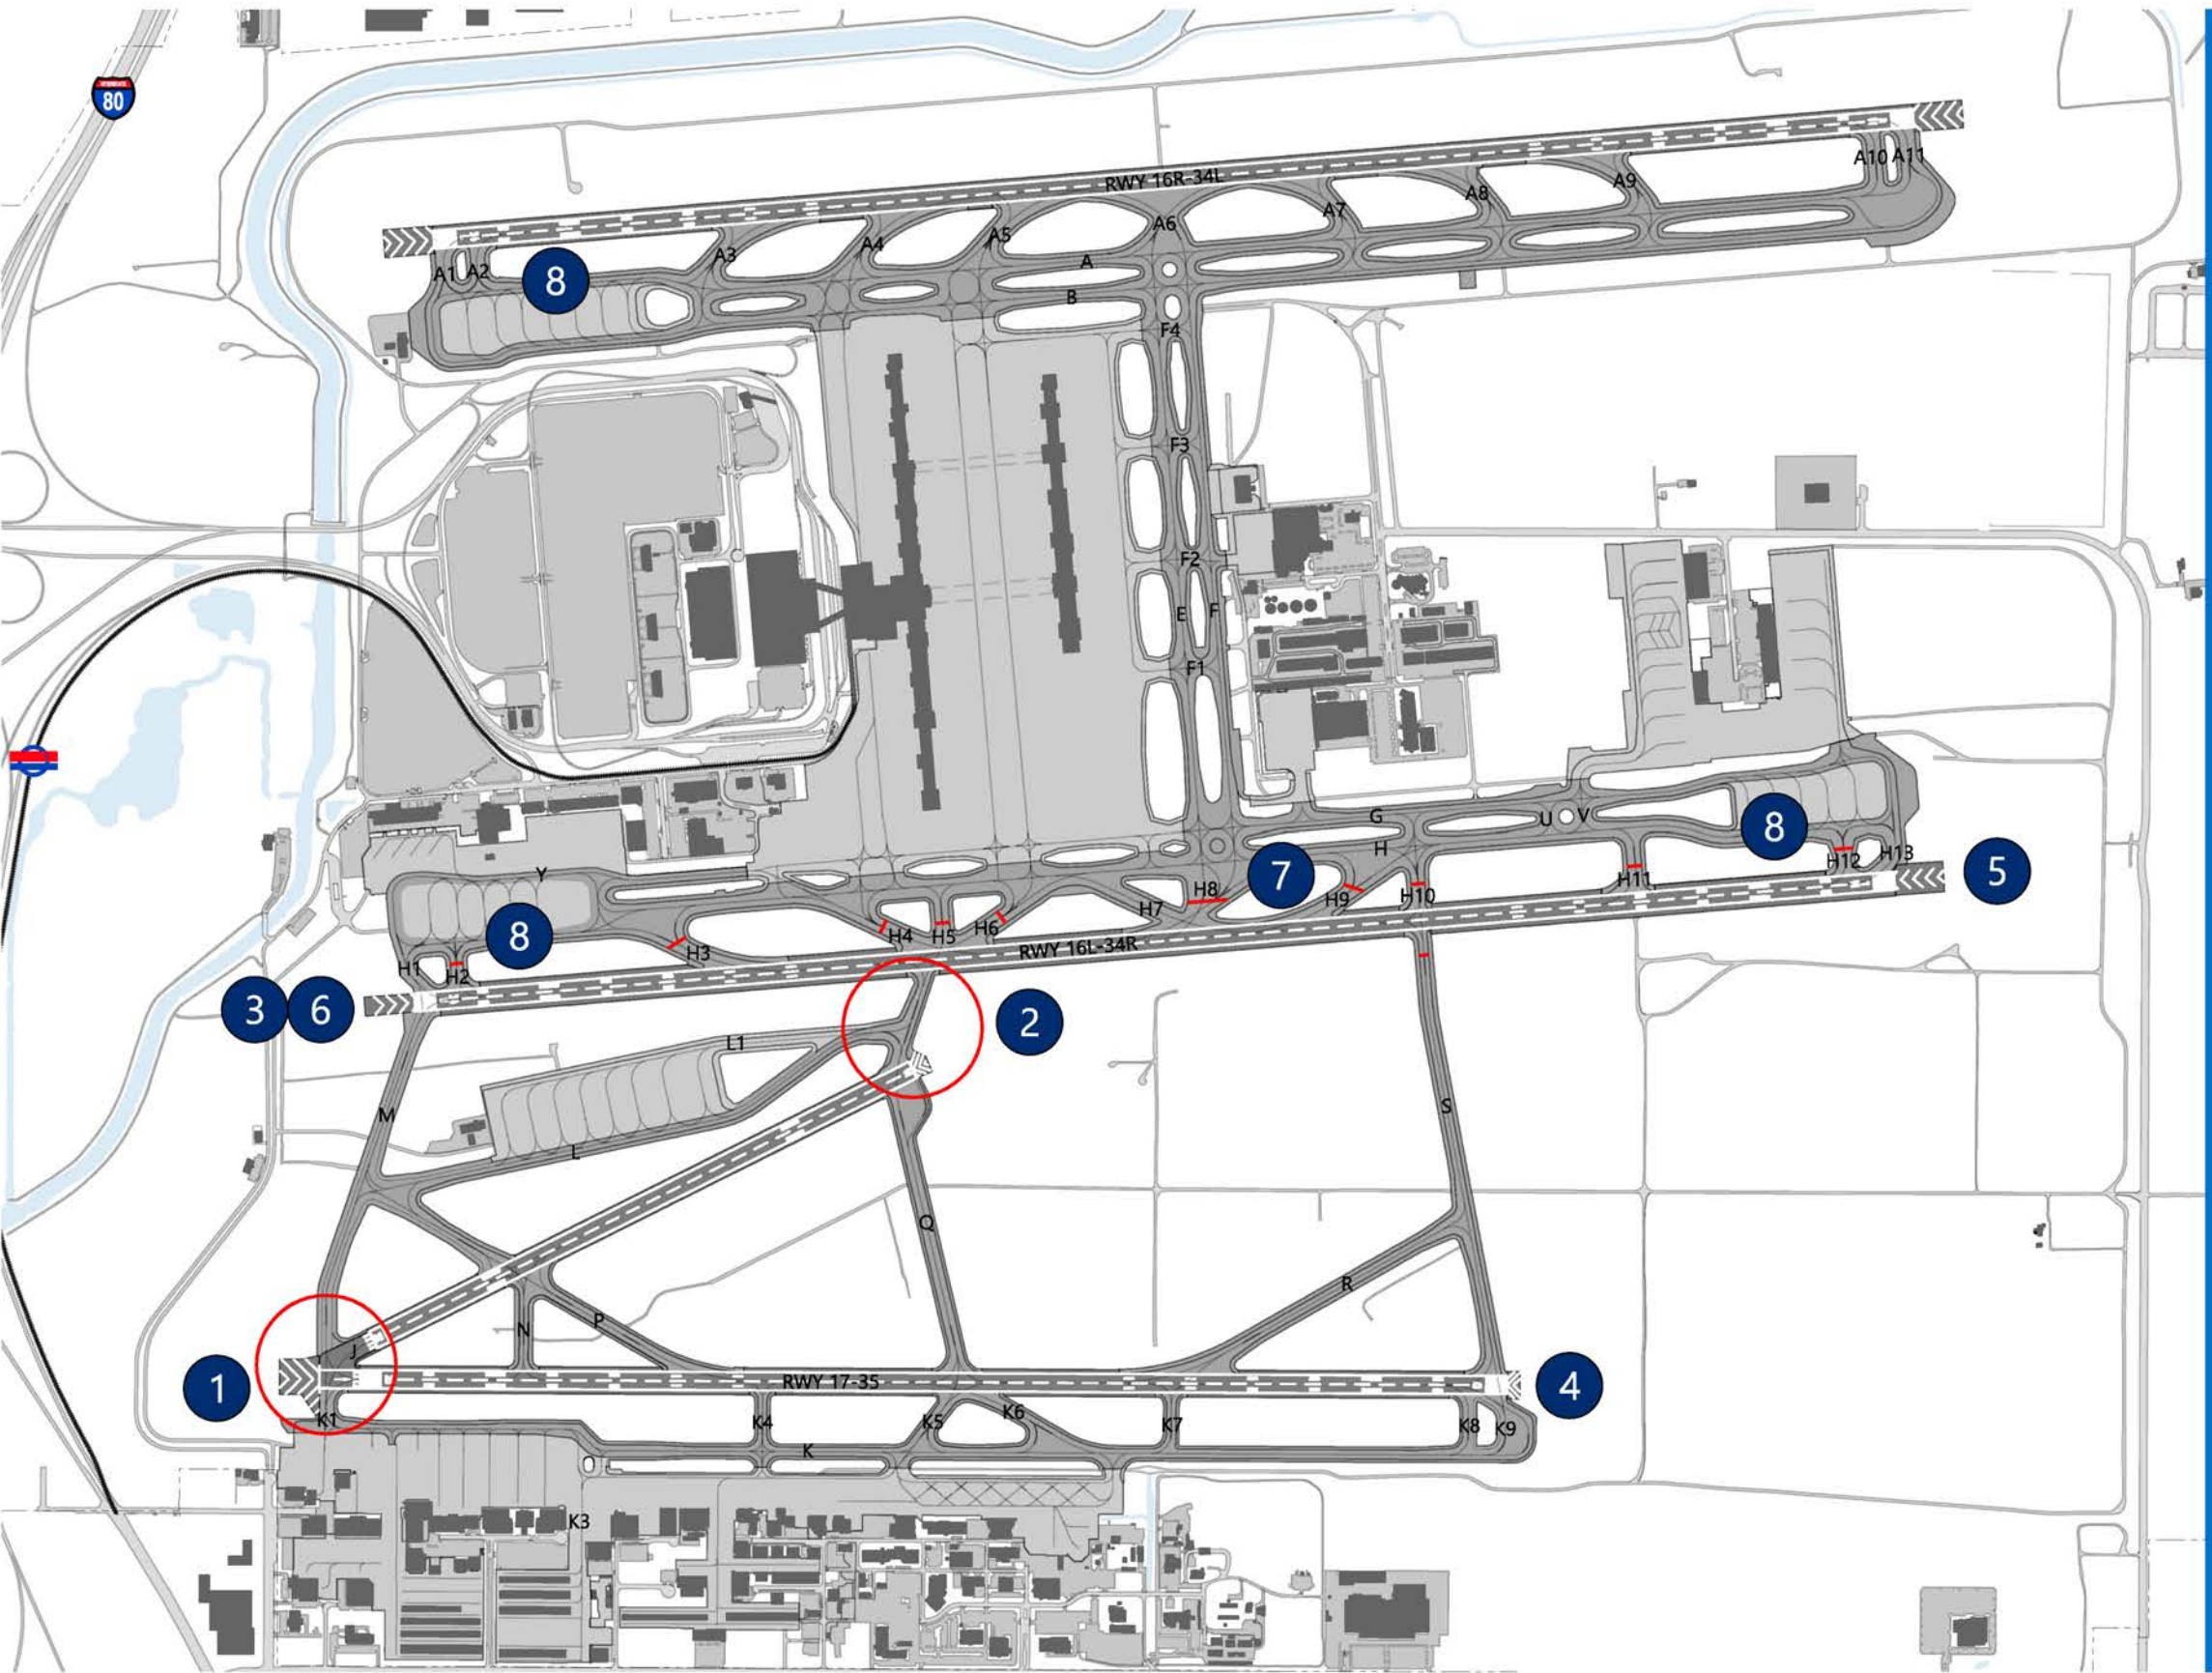 INTERSTATE
80
A10
A11
RWY 16R-34L
A9
A8
A7
A6
A5
A4
A3
A1
A2
8
A
B
F4
F3
F2
E
F
F1
G
U
V
8
H
H12
H13
5
Y
7
H11
H8
H9
H10
H7
H6
H5
H4
H3
8
RWY 16L-34R
H1
H2
3
6
2
L1
M
S
L
Q
R
N
P
J
1
RWY 17-35
4
K1
K4
K5
K6
K7
K8
K9
K
K3